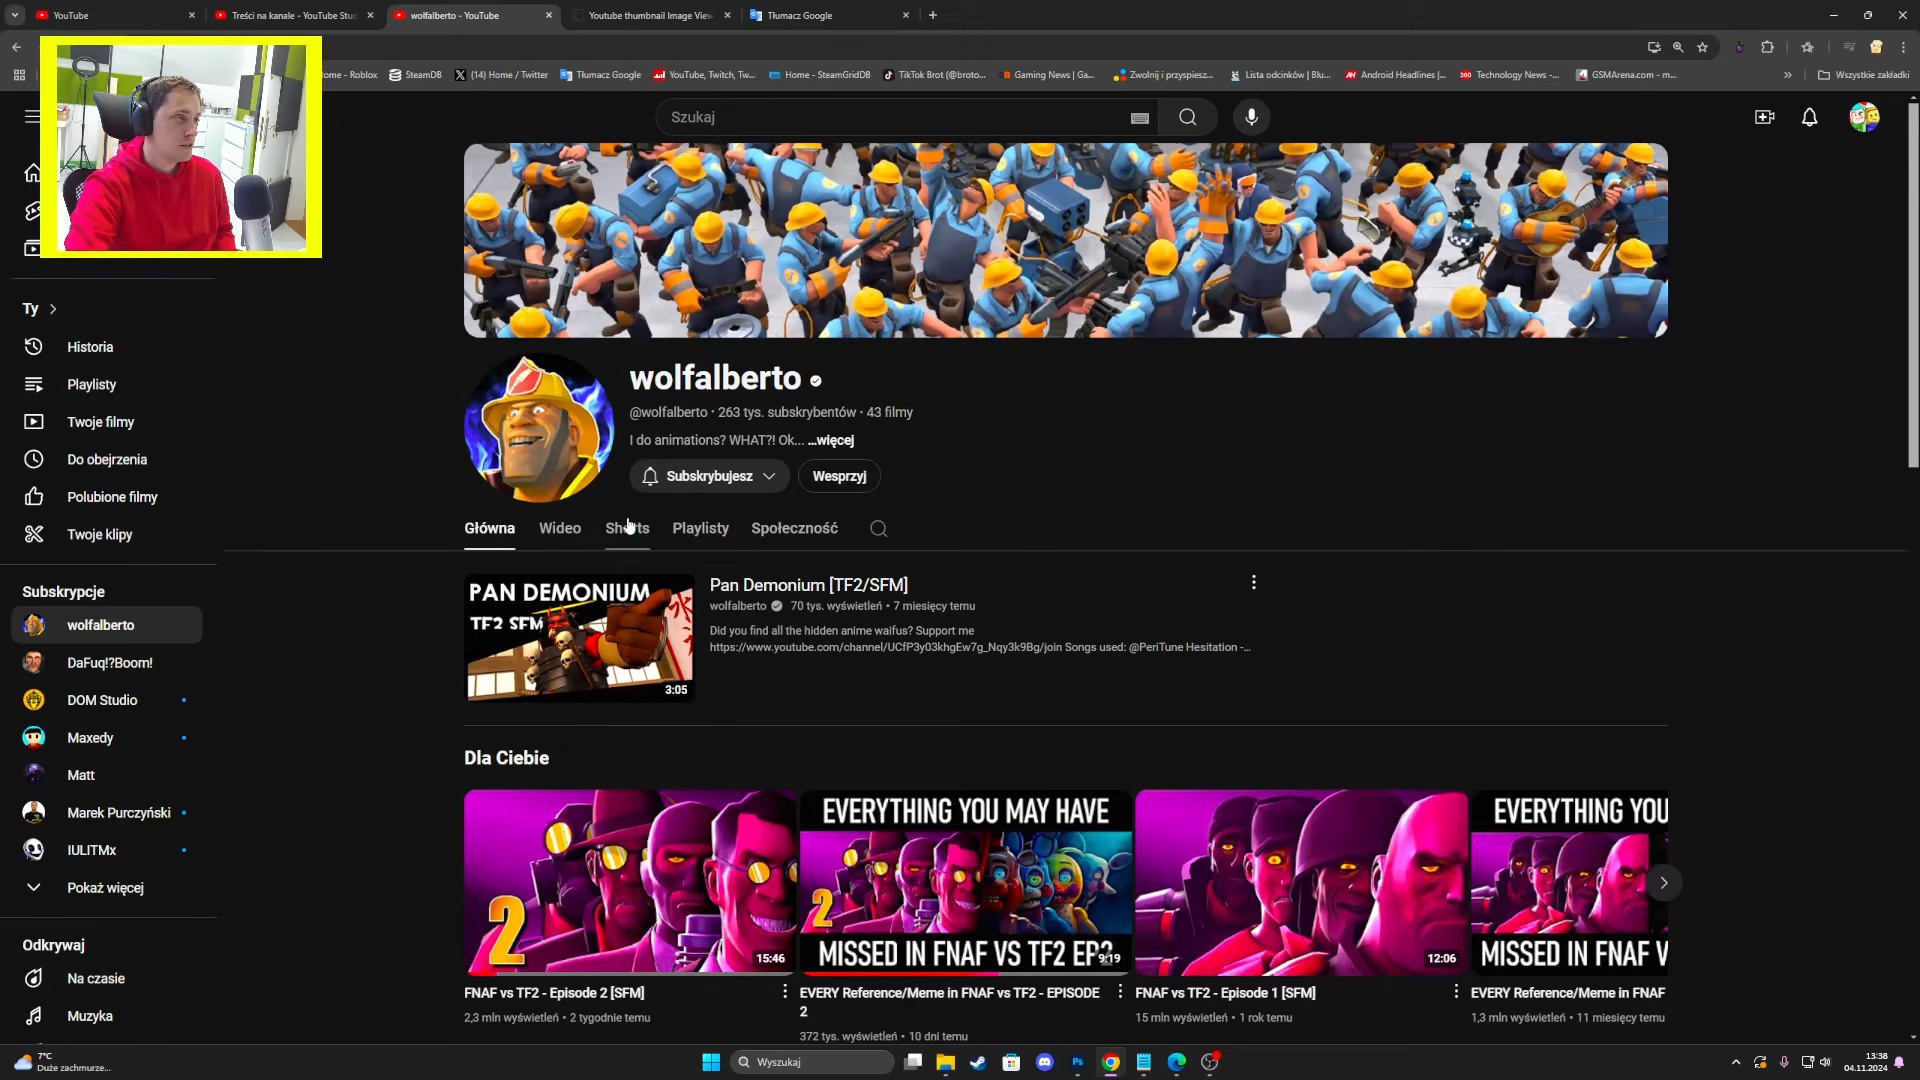 YouTube
Treści na kanale - YouTube Stu
wolfalberto - YouTube
Youtube thumbnail Image View
Tłumacz Google
ome - Roblox
SteamDB
(14) Home / Twitter
Tłumacz Google
YouTube, Twitch, Tw...
Home - SteamGridDB
TikTok Brot (@broto...
Gaming News | Ga...
Zwolnij i przyspiesz...
Lista odcinków | Blu...
Android Headlines |...
Technology News -...
GSMArena.com - m...
Wszystkie zakładki
Szukaj
Ty
Historia
Playlisty
Twoje filmy
Do obejrzenia
Polubione filmy
Twoje klipy
Subskrypcje
wolfalberto
DaFuq!?Boom!
DOM Studio
Maxedy
Matt
Marek Purczyński
IULITMx
Pokaż więcej
Odkrywaj
Na czasie
Muzyka
wolfalberto
@wolfalberto • 263 tys. subskrybentów • 43 filmy
I do animations? WHAT?! Ok... ...więcej
Subskrybujesz
Wesprzyj
Główna
Wideo
Shorts
Playlisty
Społeczność
PAN DEMONIUM
TF2 SFM
3:05
Pan Demonium [TF2/SFM]
wolfalberto 70 tys. wyświetleń • 7 miesięcy temu
Did you find all the hidden anime waifus? Support me
https://www.youtube.com/channel/UCfP3y03khgEw7g_Nqy3k9Bg/join Songs used: @PeriTune Hesitation -...
Dla Ciebie
2
15:46
FNAF vs TF2 - Episode 2 [SFM]
2,3 mln wyświetleń • 2 tygodnie temu
EVERYTHING YOU MAY HAVE
2
MISSED IN FNAF VS TF2 EP2
9:19
EVERY Reference/Meme in FNAF vs TF2 - EPISODE
2
372 tys. wyświetleń • 10 dni temu
12:06
FNAF vs TF2 - Episode 1 [SFM]
15 mln wyświetleń • 1 rok temu
EVERYTHING YOU
MISSED IN FNAF V
EVERY Reference/Meme in FNAF
1,3 mln wyświetleń • 11 miesięcy temu
7°C
Duże zachmurze...
Wyszukaj
Ps
13:38
04.11.2024